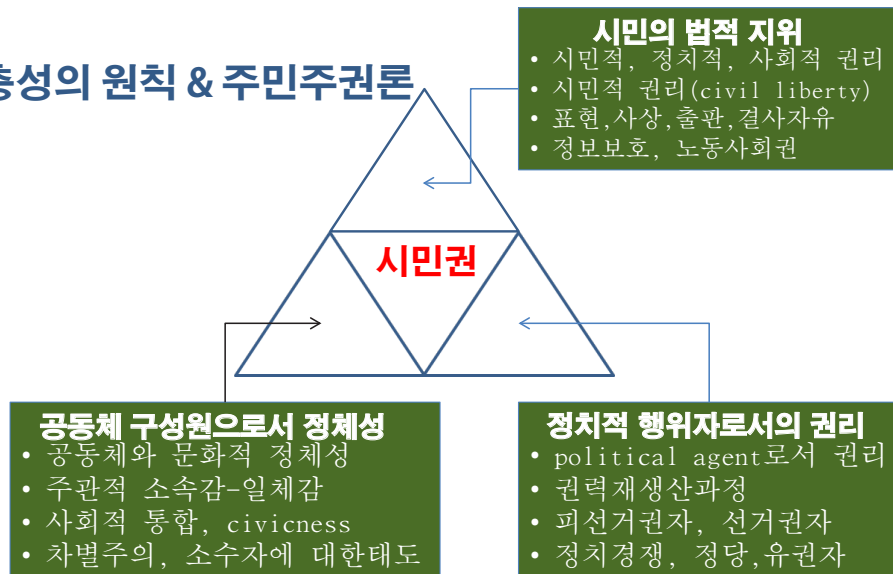 층성의 원칙 & 주민주권론
시민의 법적 지위
• 시민적, 정치적, 사회적 권리
• 시민적 권리(civil liberty)
• 표현,사상,출판,결사자유
• 정보보호, 노동사회권
시민권
공동체 구성원으로서 정체성
• 공동체와 문화적 정체성
• 주관적 소속감-일체감
• 사회적 통합, civicness
• 차별주의, 소수자에 대한태도
정치적 행위자로서의 권리
• political agent로서 권리
• 권력재생산과정
• 피선거권자, 선거권자
• 정치경쟁, 정당,유권자